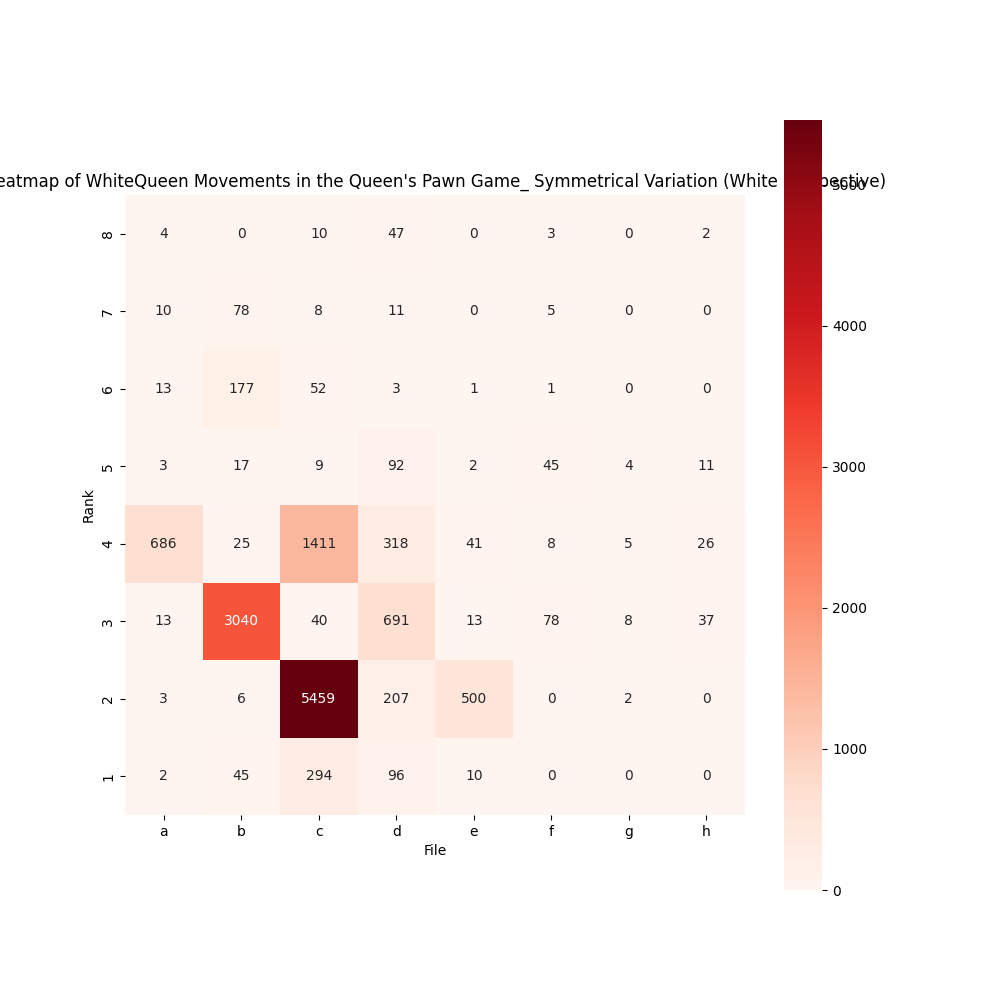 eatmap of WhiteQueen Movements in the Queen's Pawn Game_ Symmetrical Variation (White pective)
5000
8 4 0 10 47 0 3 0 2
7 10 78 8 11 0 5 0 0
4000
6 13 177 52 3 1 1 0 0
5 3 17 9 92 2 45 4 11
3000
Rank
4 686 25 1411 318 41 8 5 26
2000
3 13 3040 40 691 13 78 8 37
2 3 6 5459 207 500 0 2 0
1000
1 2 45 294 96 10 0 0 0
a b c d e f g h
File
0